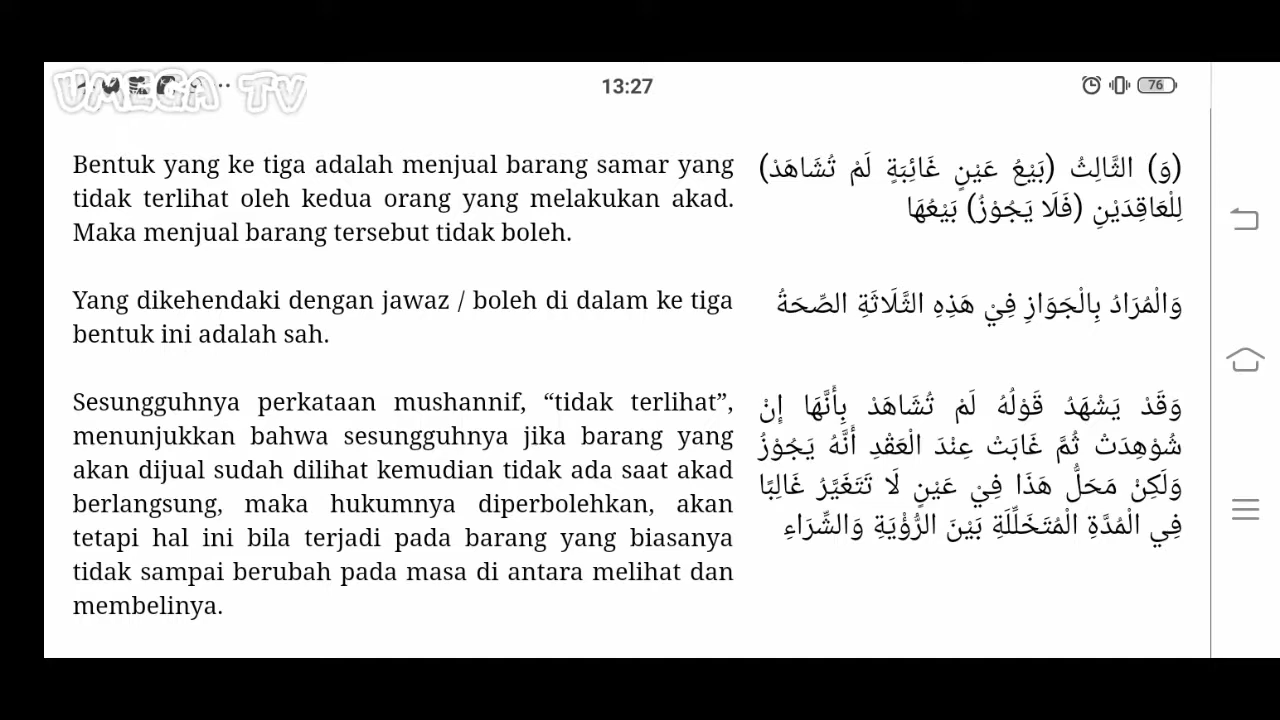 UMEGA TV
13:27
76
Bentuk yang ke tiga adalah menjual barang samar yang
tidak terlihat oleh kedua orang yang melakukan akad.
Maka menjual barang tersebut tidak boleh.
(وَ) الثَّالِثُ (بَيْعُ عَيْنٍ غَائِبَةٍ لَمْ تُشَاهَدْ)
لِلْعَاقِدَيْنِ (فَلَا يَجُوْزُ) بَيْعُهَا
Yang dikehendaki dengan jawaz / boleh di dalam ke tiga
bentuk ini adalah sah.
وَالْمُرَادُ بِالْجَوَازِ فِيْ هَذِهِ الثَّلَاثَةِ الصِّحَةُ
Sesungguhnya perkataan mushannif, “tidak terlihat”,
menunjukkan bahwa sesungguhnya jika barang yang
akan dijual sudah dilihat kemudian tidak ada saat akad
berlangsung, maka hukumnya diperbolehkan, akan
tetapi hal ini bila terjadi pada barang yang biasanya
tidak sampai berubah pada masa di antara melihat dan
membelinya.
وَقَدْ يَشْهَدُ قَوْلُهُ لَمْ تُشَاهَدْ بِأَنَّهَا إِنْ
شُوْهِدَتْ ثُمَّ غَابَتْ عِنْدَ الْعَقْدِ أَنَّهُ يَجُوْزُ
وَلَكِنْ مَحَلُّ هَذَا فِيْ عَيْنٍ لَا تَتَغَيَّرُ غَالِبًا
فِي الْمُدَّةِ الْمُتَخَلِّلَةِ بَيْنَ الرُّؤْيَةِ وَالشِّرَاءِ